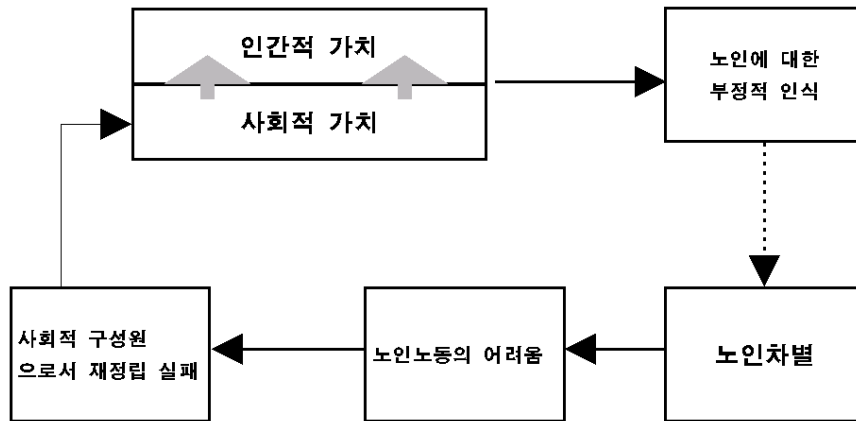 인간적 가치
사회적 가치
노인에 대한
부정적 인식
사회적 구성원
으로서 재정립 실패
노인노동의 어려움
노인차별